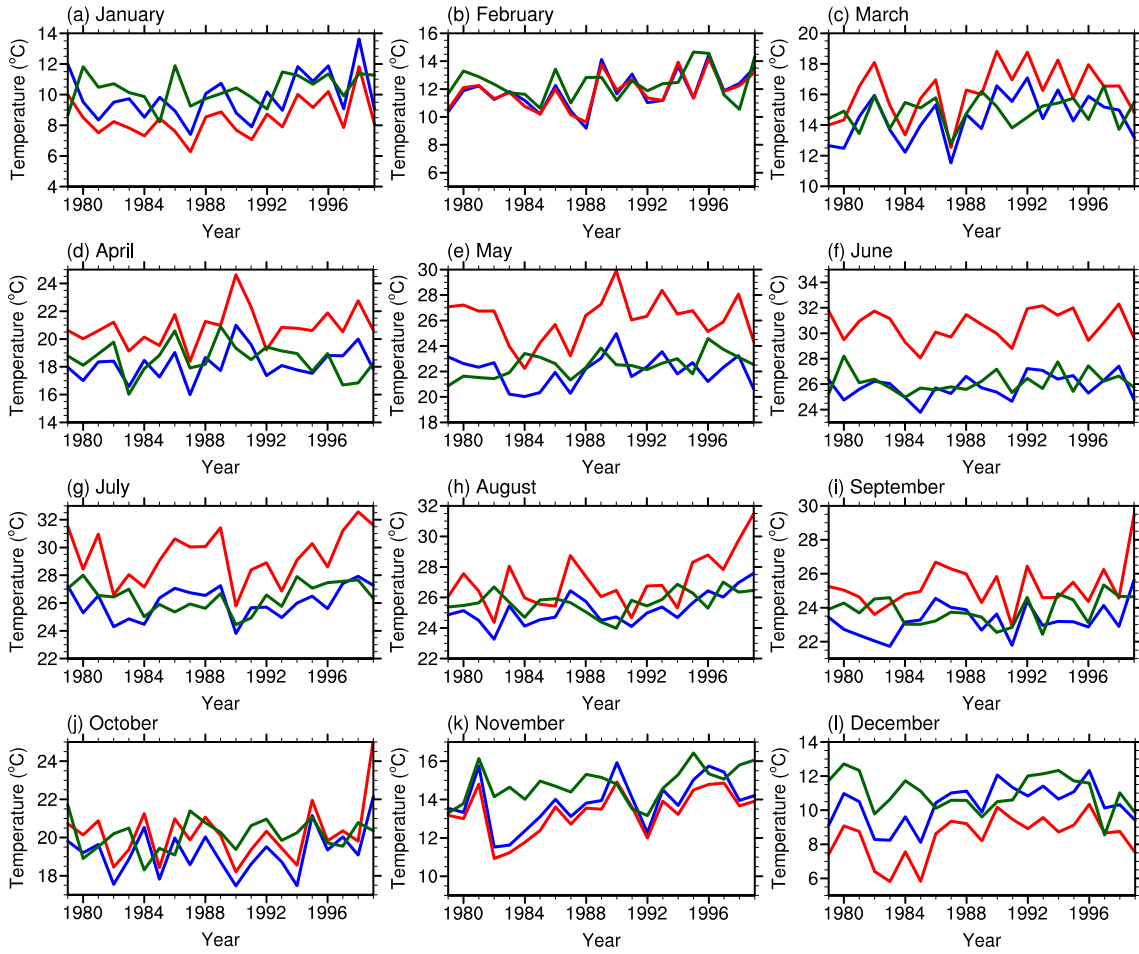 (a) January
(b) February
(c) March
Temperature (°C)
14
12
10
8
6
4
1980 1984 1988 1992 1996
Year
Temperature (°C)
16
14
12
10
8
6
1980 1984 1988 1992 1996
Year
Temperature (°C)
20
18
16
14
12
10
1980 1984 1988 1992 1996
Year
(d) April
(e) May
(f) June
Temperature (°C)
24
22
20
18
16
14
1980 1984 1988 1992 1996
Year
Temperature (°C)
30
28
26
24
22
20
18
1980 1984 1988 1992 1996
Year
Temperature (°C)
34
32
30
28
26
24
1980 1984 1988 1992 1996
Year
(g) July
(h) August
(i) September
Temperature (°C)
32
30
28
26
24
22
1980 1984 1988 1992 1996
Year
Temperature (°C)
32
30
28
26
24
22
1980 1984 1988 1992 1996
Year
Temperature (°C)
30
28
26
24
22
1980 1984 1988 1992 1996
Year
(j) October
(k) November
(l) December
Temperature (°C)
24
22
20
18
1980 1984 1988 1992 1996
Year
Temperature (°C)
16
14
12
10
1980 1984 1988 1992 1996
Year
Temperature (°C)
14
12
10
8
6
1980 1984 1988 1992 1996
Year